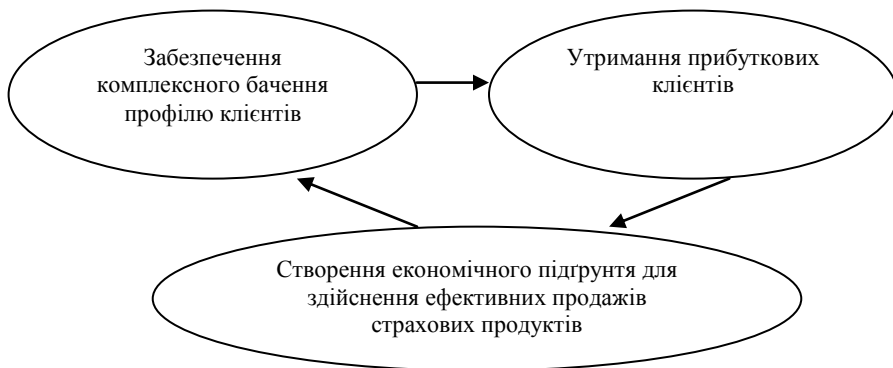 Забезпечення
комплексного бачення
профілю клієнтів
Утримання прибуткових
клієнтів
Створення економічного підґрунтя для
здійснення ефективних продажів
страхових продуктів